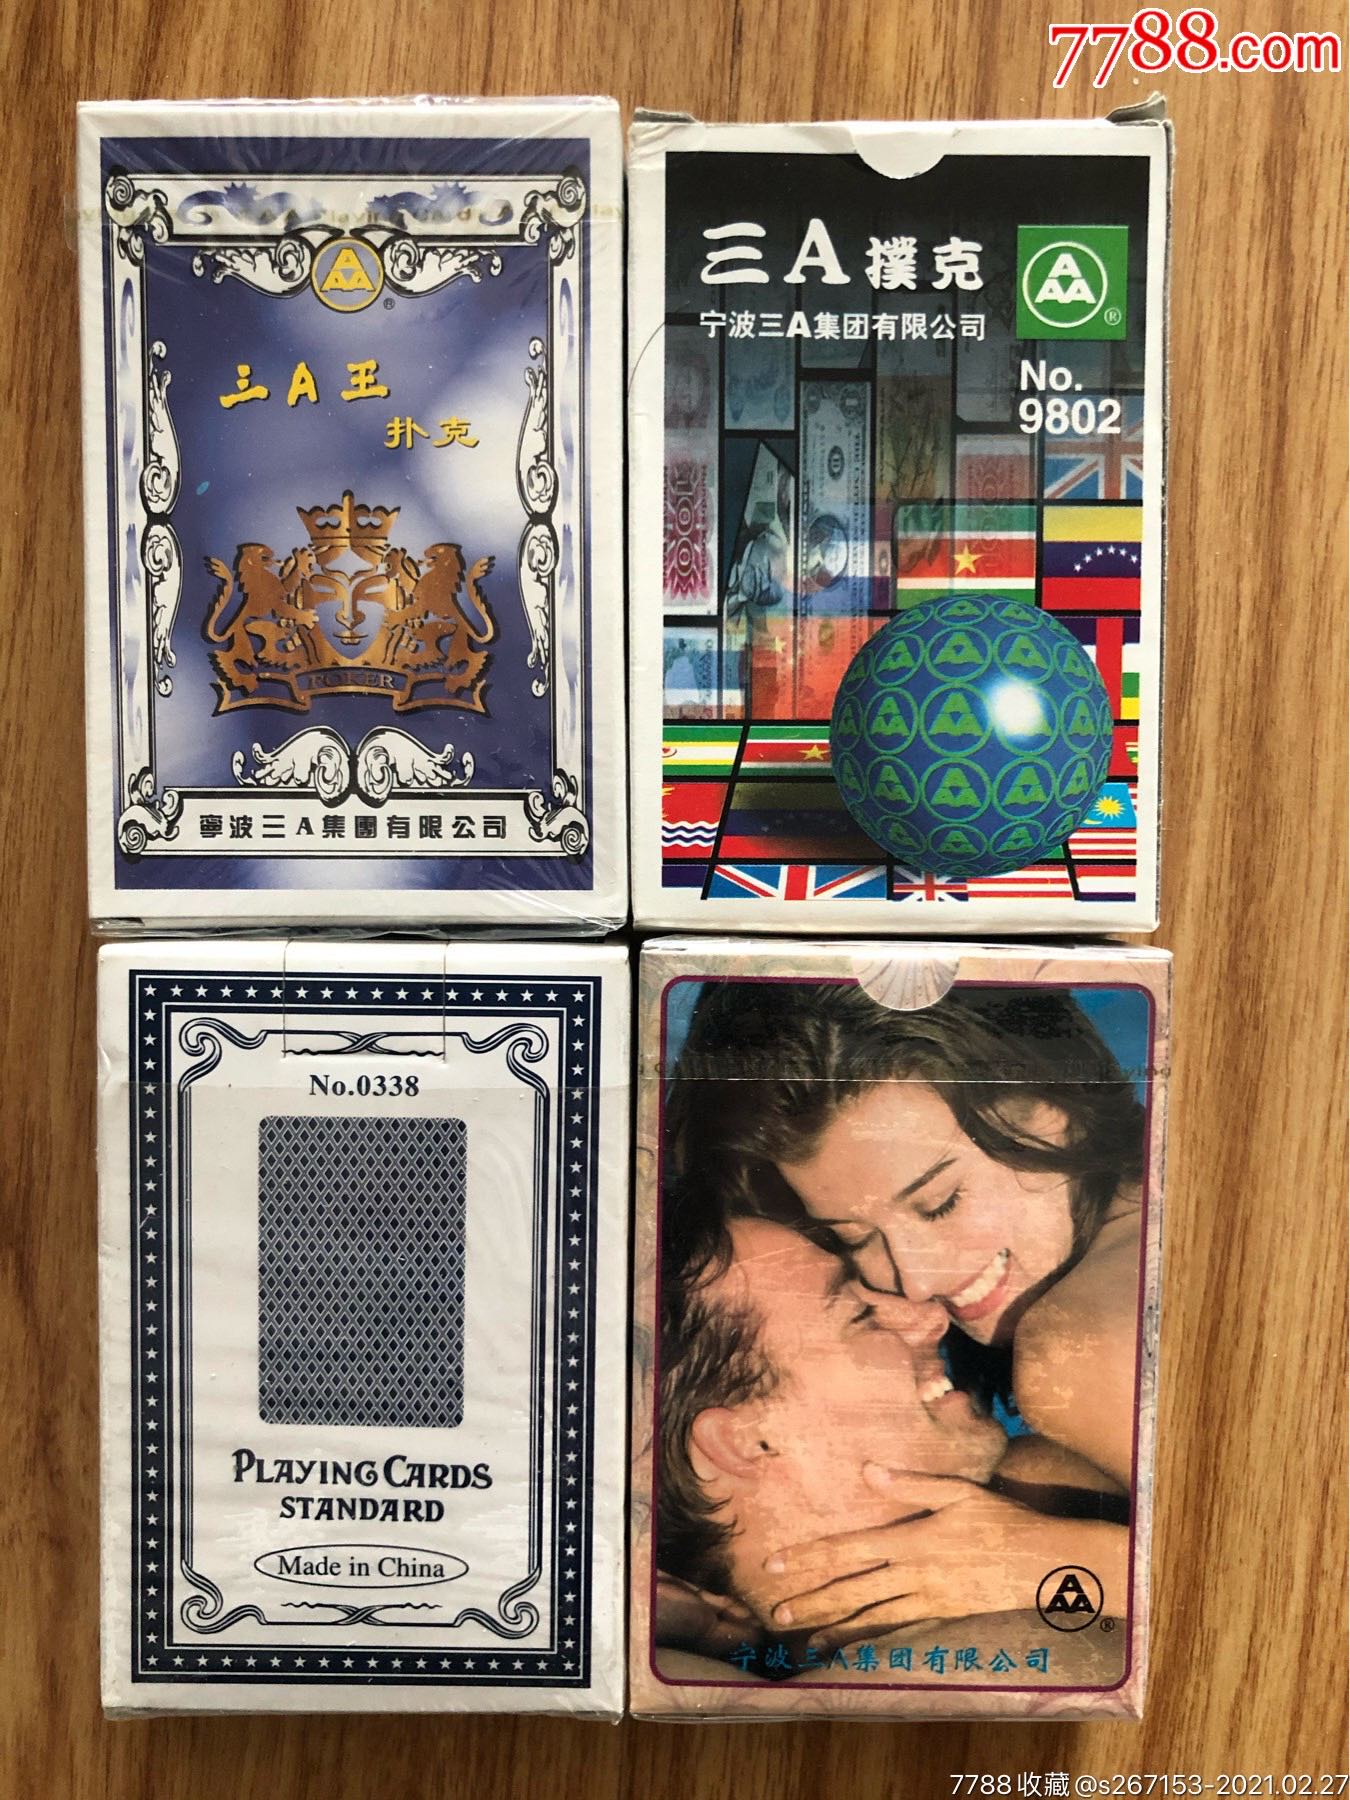 7788.com
AAA
®
三A王
扑克
POKER
寧波三A集團有限公司
三A撲克
宁波三A集团有限公司
AAA
®
No.
9802
No.0338
PLAYING CARDS
STANDARD
Made in China
AAA
®
宁波三A集团有限公司
7788收藏@s267153-2021.02.27